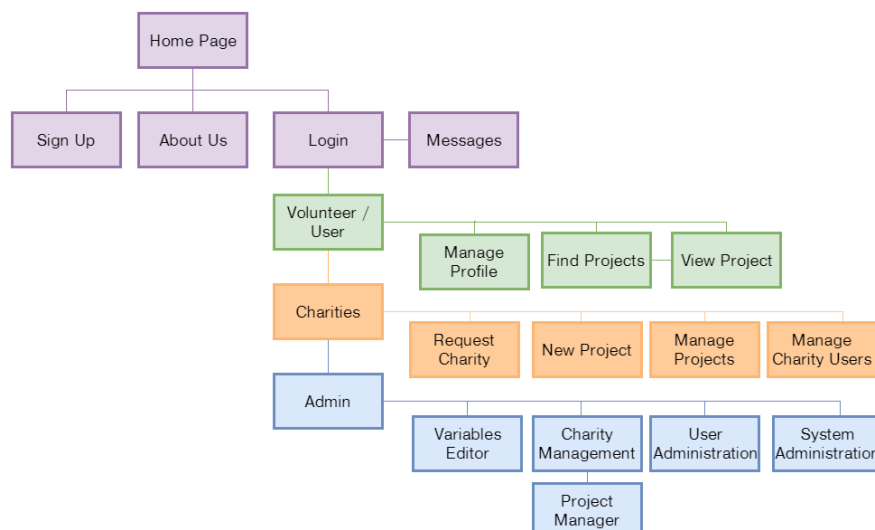 Home Page
Sign Up
About Us
Login
Messages
Volunteer /
User
Manage
Profile
Find Projects
View Project
Charities
Request
Charity
New Project
Manage
Projects
Manage
Charity Users
Admin
Variables
Editor
Charity
Management
User
Administration
System
Administration
Project
Manager